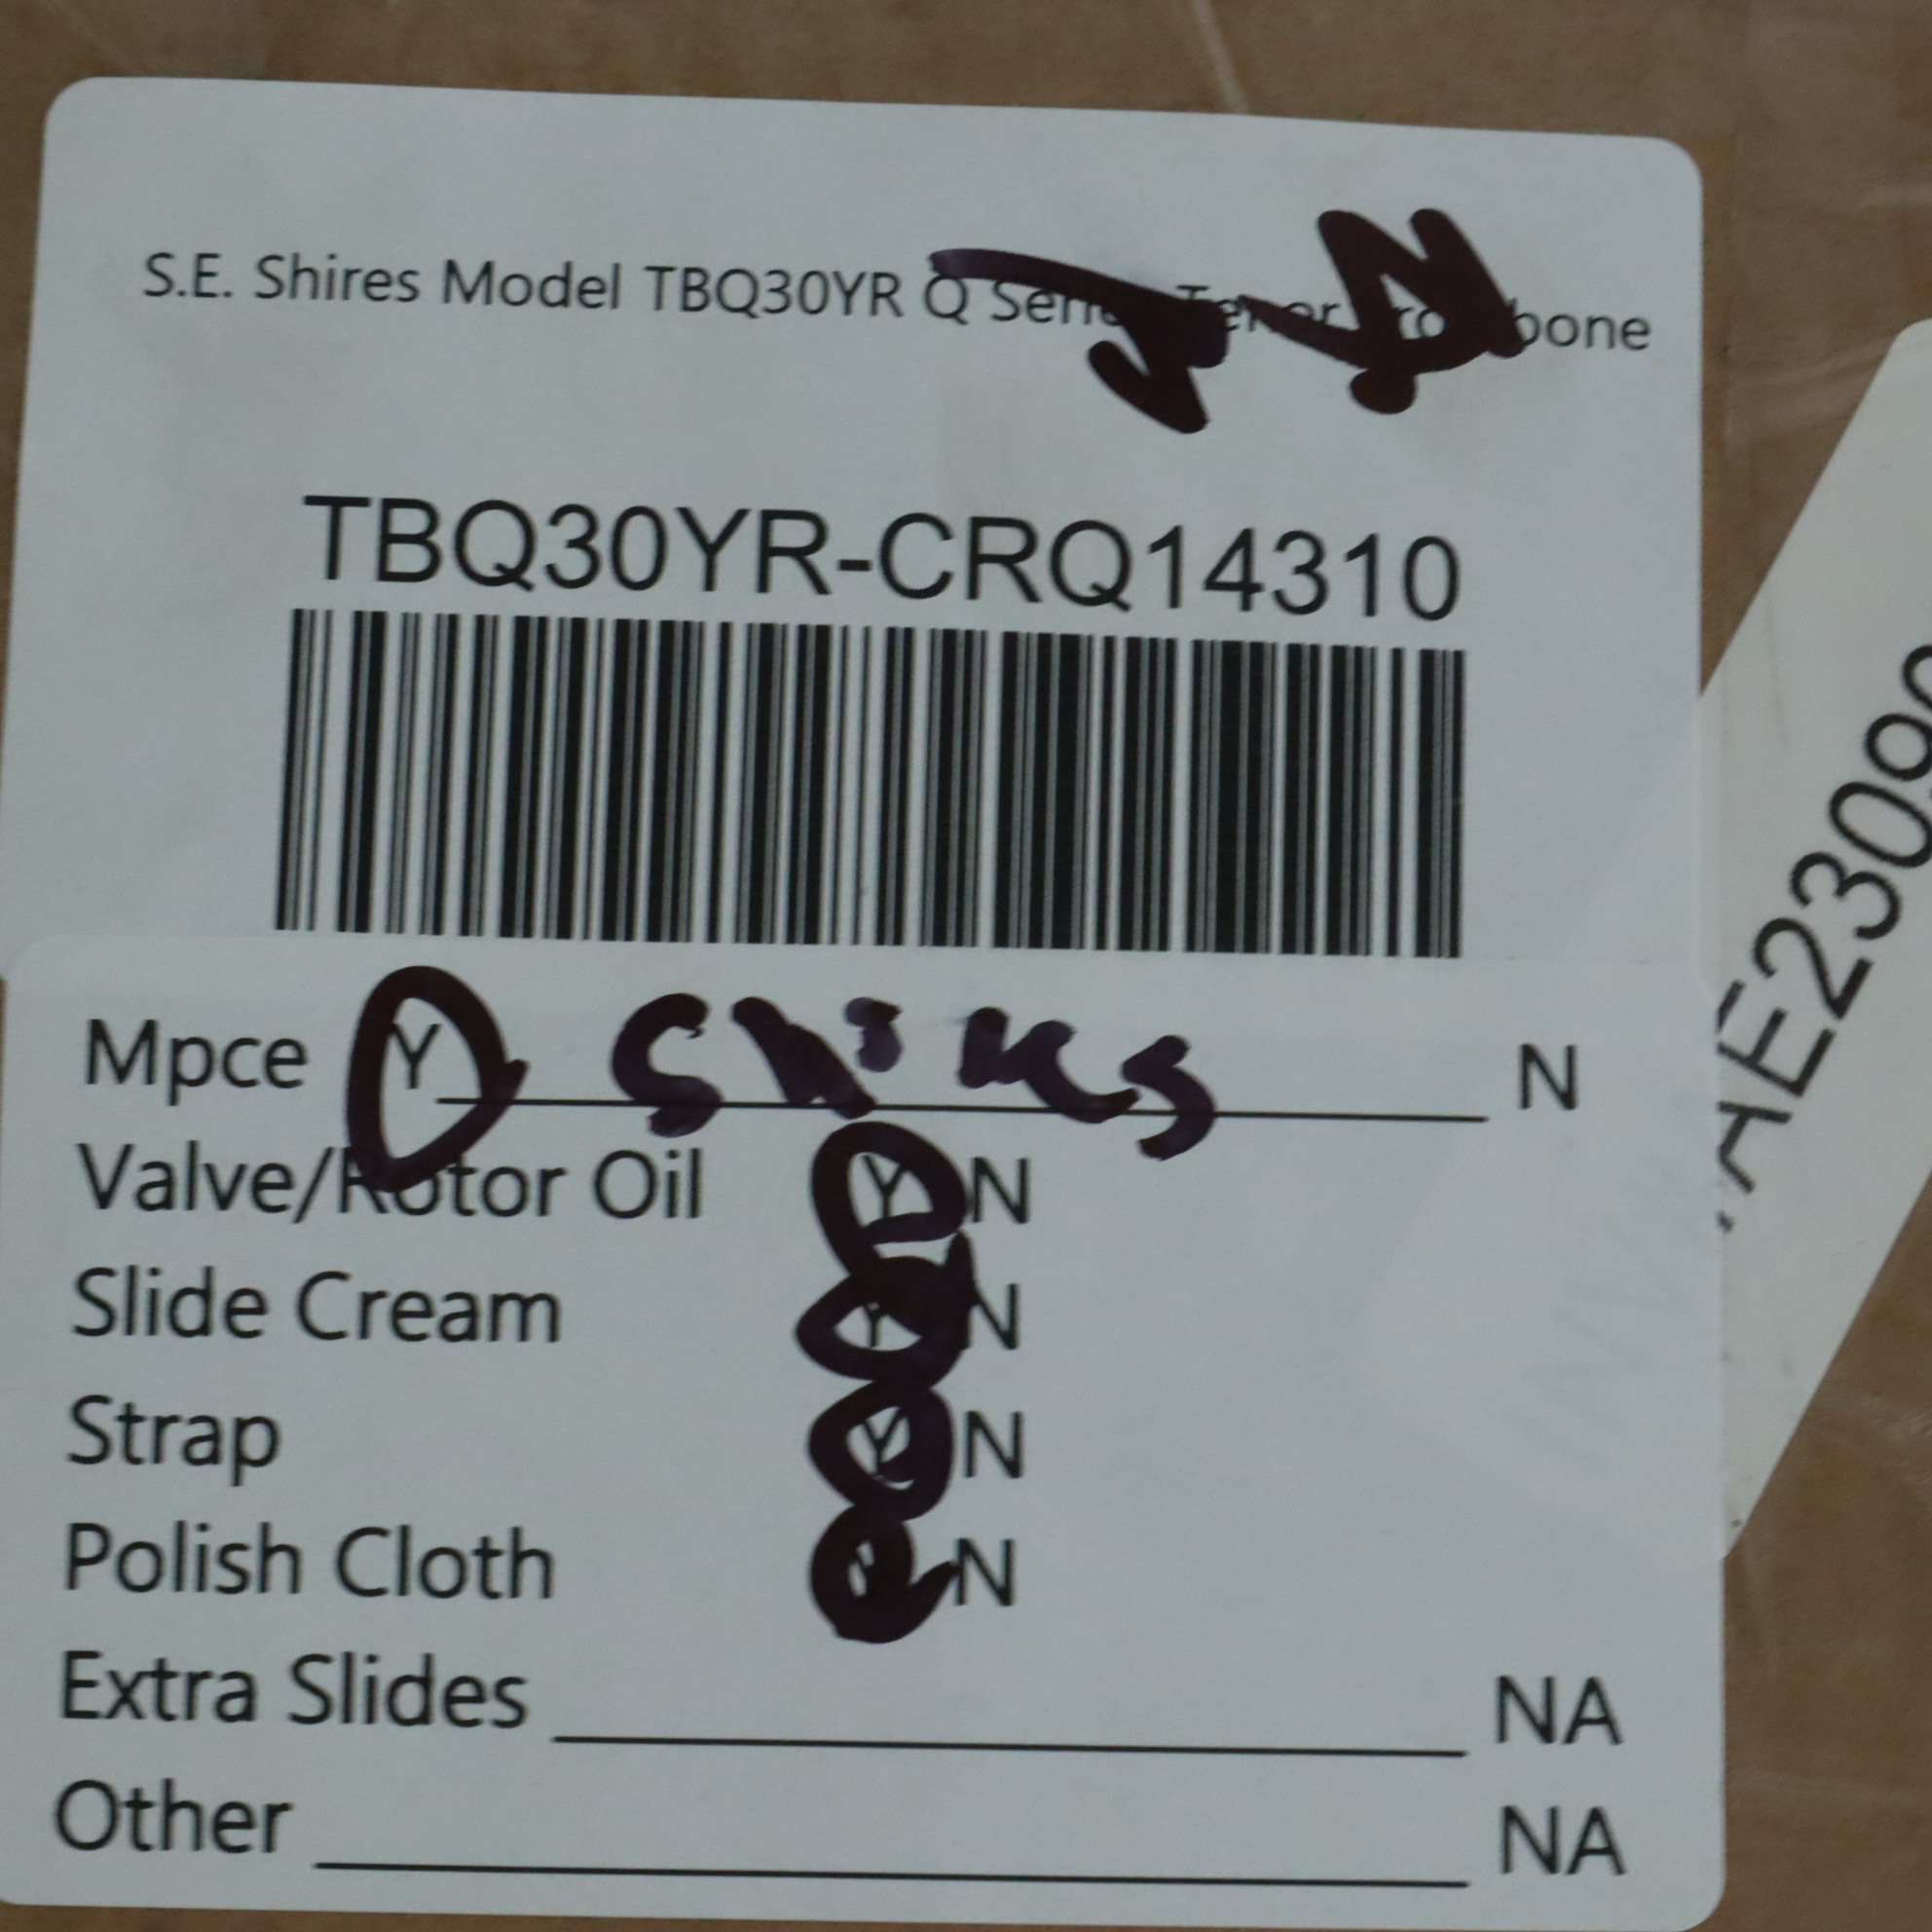 S.E. Shires Model TBQ30YR Q Series Tenor Trombone
TBQ30YR-CRQ14310
Mpce Y Shires N
Valve/Rotor Oil Y N
Slide Cream Y N
Strap Y N
Polish Cloth Y N
Extra Slides NA
Other NA